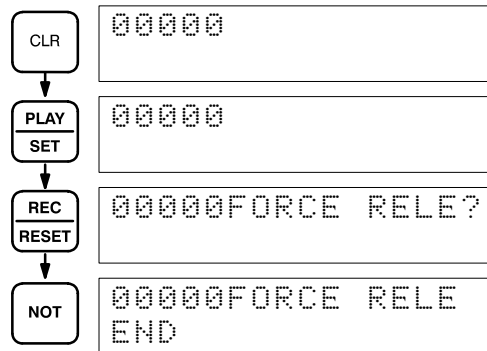 CLR
00000
PLAY
SET
00000
REC
RESET
00000FORCE RELE?
NOT
00000FORCE RELE
END